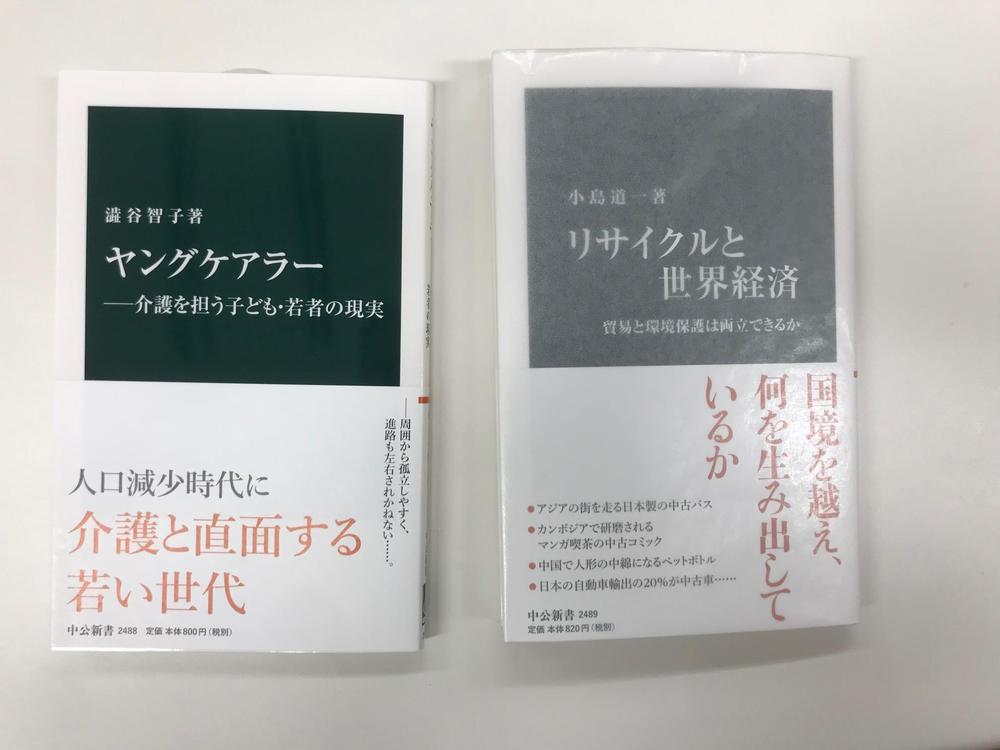 澁谷智子著
ヤングケアラー
──介護を担う子ども・若者の現実
──周囲から孤立しやすく、
進路も左右されかねない……。
人口減少時代に
介護と直面する
若い世代
中公新書 2488 定価 本体800円（税別）
小島道一著
リサイクルと
世界経済
貿易と環境保護は両立できるか
国境を越え、
何を生み出して
いるか
●アジアの街を走る日本製の中古バス
●カンボジアで研磨される
マンガ喫茶の中古コミック
●中国で人形の中綿になるペットボトル
●日本の自動車輸出の20%が中古車……
中公新書 2489
定価 本体820円（税別）